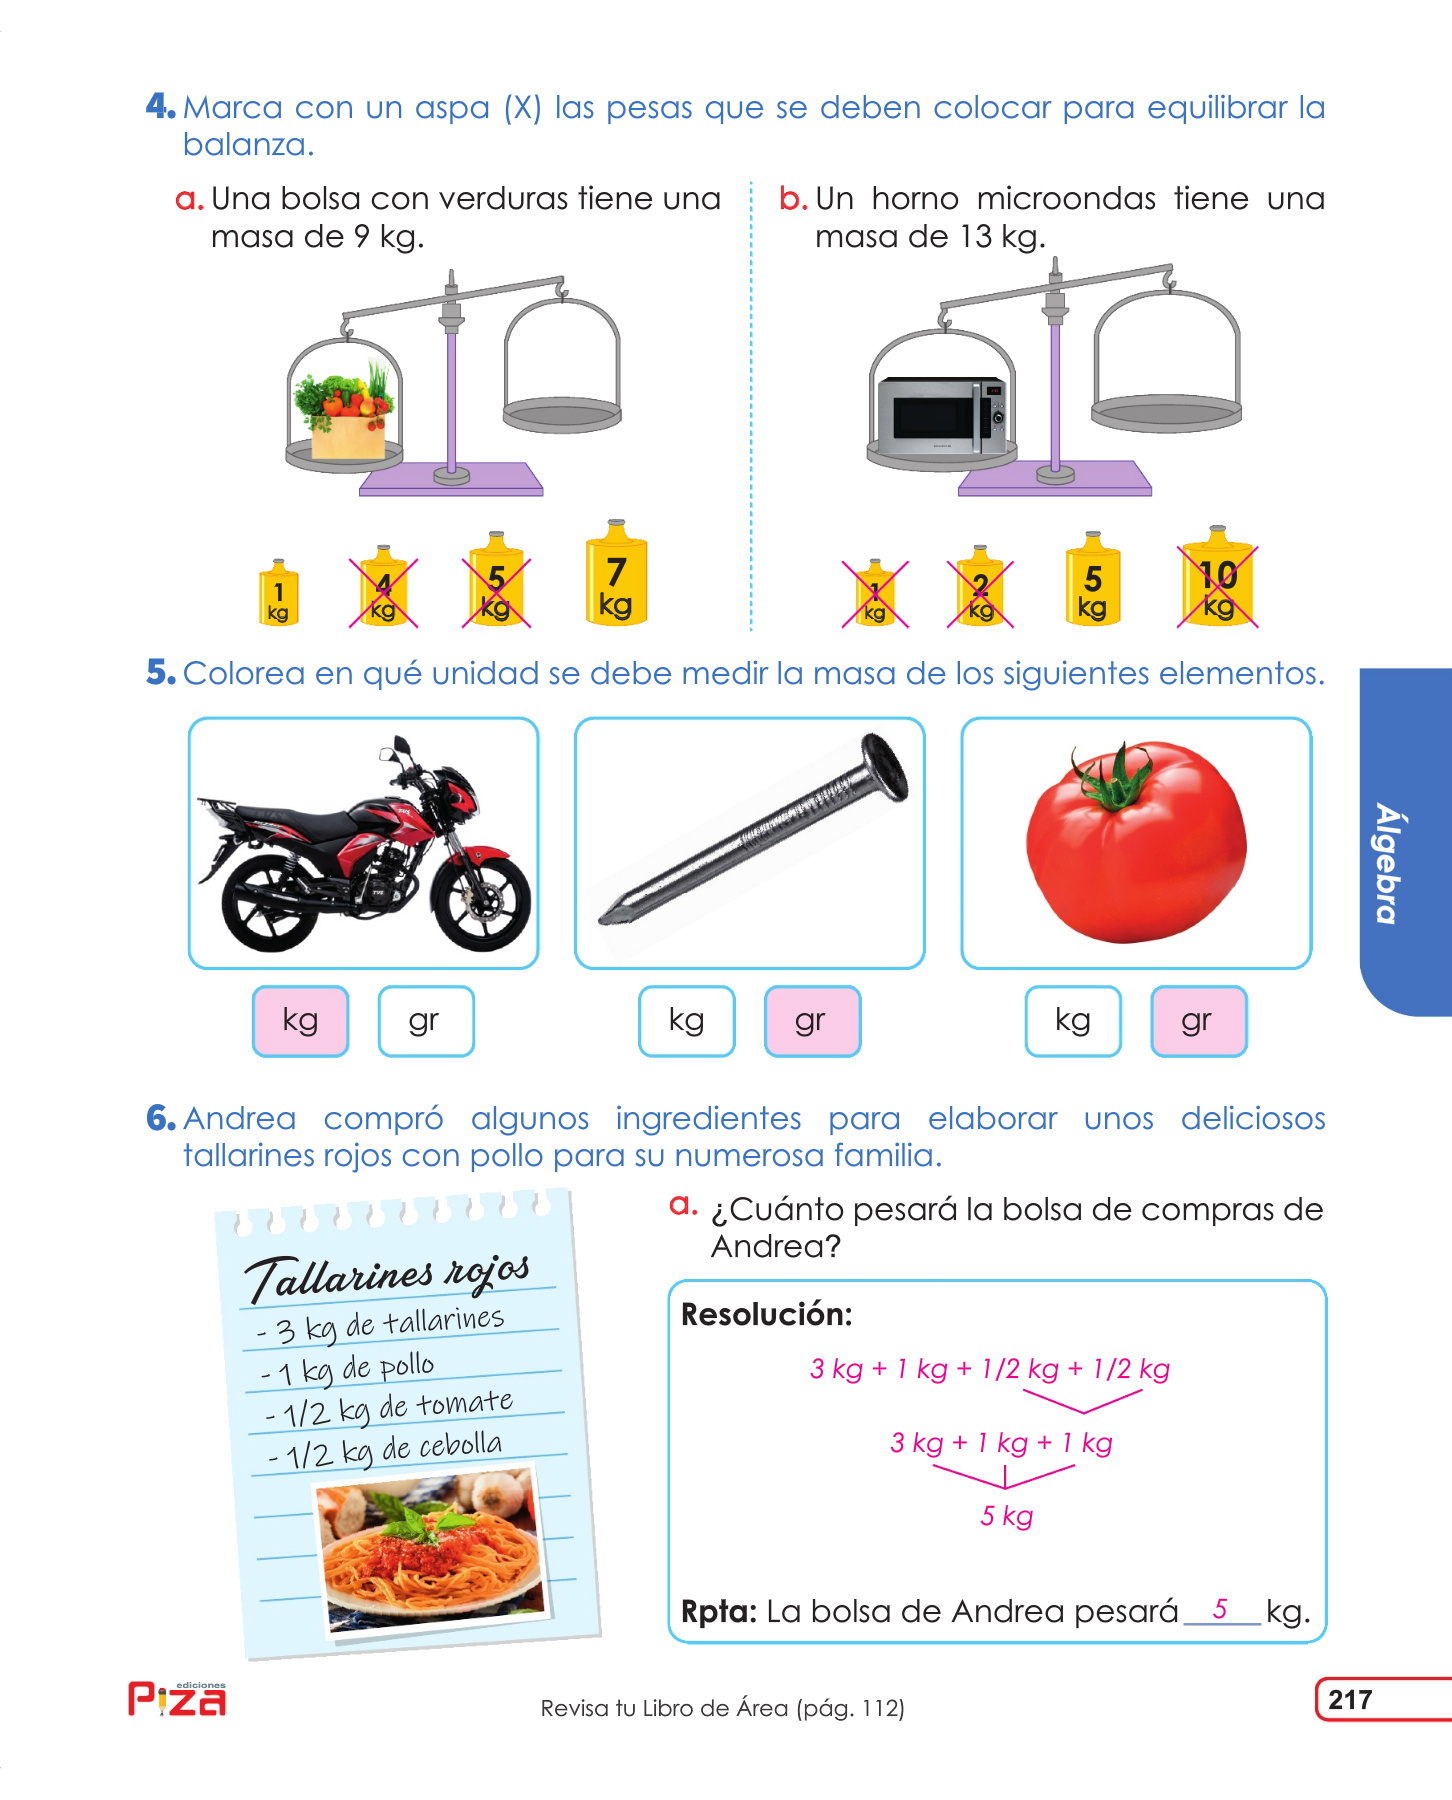 4. Marca con un aspa (X) las pesas que se deben colocar para equilibrar la
balanza.
a. Una bolsa con verduras tiene una
masa de 9 kg.
1
kg
4
kg
5
kg
7
kg
b. Un horno microondas tiene una
masa de 13 kg.
1
kg
2
kg
5
kg
10
kg
5. Colorea en qué unidad se debe medir la masa de los siguientes elementos.
kg
gr
kg
gr
kg
gr
Álgebra
6. Andrea compró algunos ingredientes para elaborar unos deliciosos
tallarines rojos con pollo para su numerosa familia.
Tallarines rojos
- 3 kg de tallarines
- 1 kg de pollo
- 1/2 kg de tomate
- 1/2 kg de cebolla
a. ¿Cuánto pesará la bolsa de compras de
Andrea?
Resolución:
3 kg + 1 kg + 1/2 kg + 1/2 kg
3 kg + 1 kg + 1 kg
5 kg
Rpta: La bolsa de Andrea pesará 5 kg.
ediciones
Piza
Revisa tu Libro de Área (pág. 112)
217